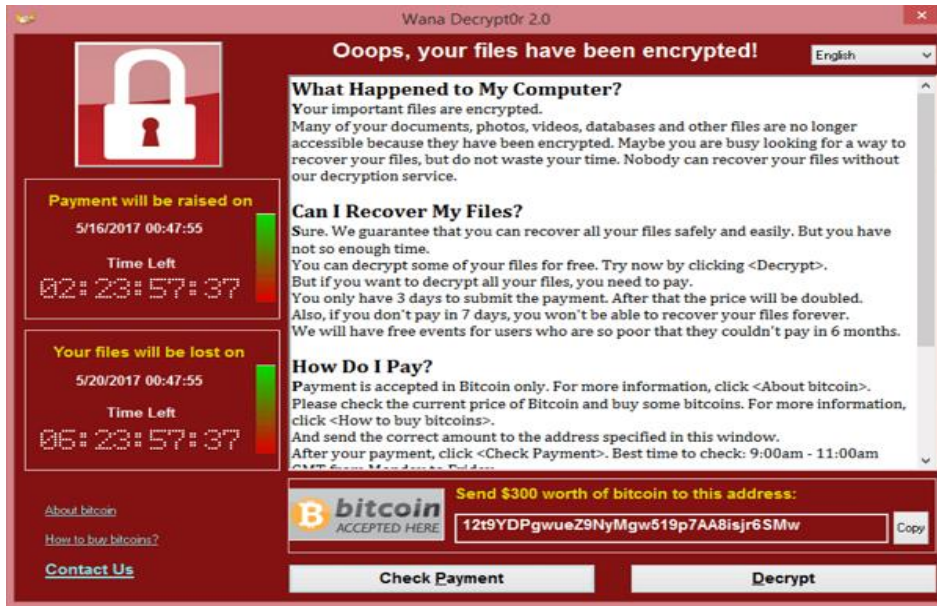 Wana Decrypt0r 2.0
Ooops, your files have been encrypted!
English
What Happened to My Computer?
Your important files are encrypted.
Many of your documents, photos, videos, databases and other files are no longer
accessible because they have been encrypted. Maybe you are busy looking for a way to
recover your files, but do not waste your time. Nobody can recover your files without
our decryption service.
Can I Recover My Files?
Sure. We guarantee that you can recover all your files safely and easily. But you have
not so enough time.
You can decrypt some of your files for free. Try now by clicking <Decrypt>.
But if you want to decrypt all your files, you need to pay.
You only have 3 days to submit the payment. After that the price will be doubled.
Also, if you don't pay in 7 days, you won't be able to recover your files forever.
We will have free events for users who are so poor that they couldn't pay in 6 months.
How Do I Pay?
Payment is accepted in Bitcoin only. For more information, click <About bitcoin>.
Please check the current price of Bitcoin and buy some bitcoins. For more information,
click <How to buy bitcoins>.
And send the correct amount to the address specified in this window.
After your payment, click <Check Payment>. Best time to check: 9:00am - 11:00am
GMT from Monday to Friday
Payment will be raised on
5/16/2017 00:47:55
Time Left
02:23:57:37
Your files will be lost on
5/20/2017 00:47:55
Time Left
06:23:57:37
About bitcoin
How to buy bitcoins?
Contact Us
bitcoin
ACCEPTED HERE
Send $300 worth of bitcoin to this address:
12t9YDPgwueZ9NyMgw519p7AA8isjr6SMw
Copy
Check Payment
Decrypt